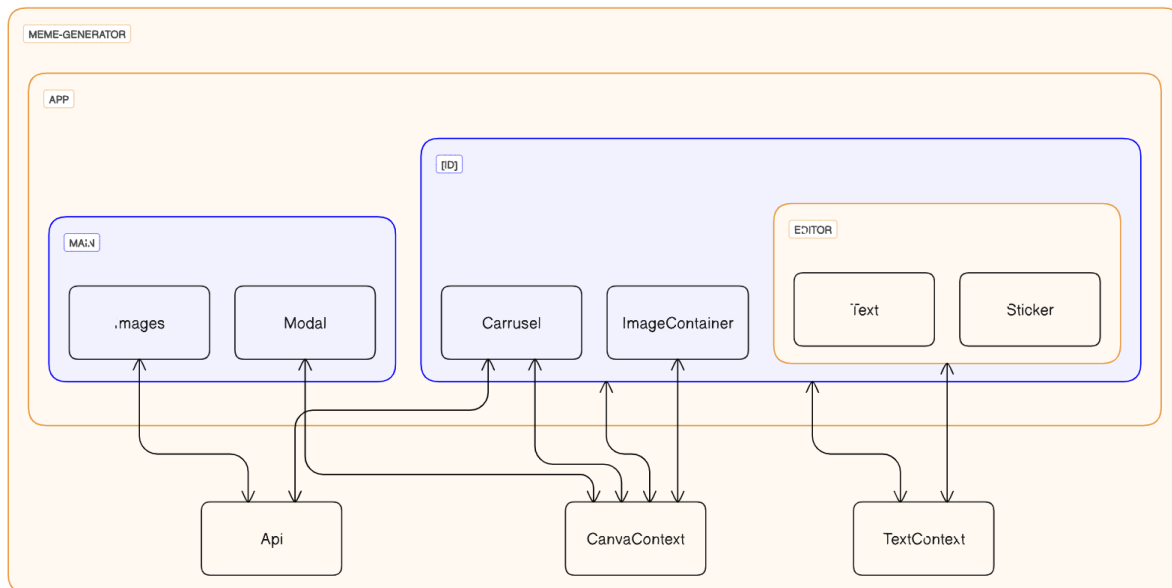 MEME-GENERATOR
APP
[ID]
MAIN
EDITOR
Images
Modal
Carrusel
ImageContainer
Text
Sticker
Api
CanvaContext
TextContext